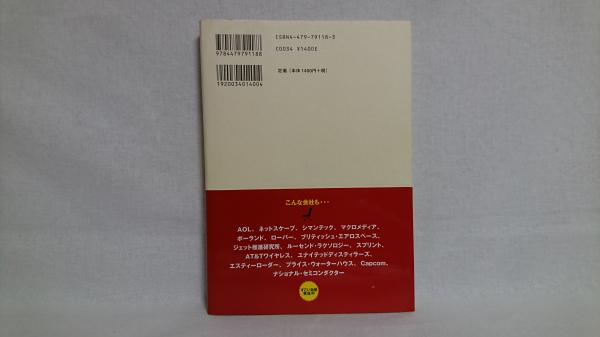 ISBN4-479-79118-3
C0034 ¥1400E
9784479791188
1920034014004
定価（本体1400円+税）
こんな会社も・・・
AOL、ネットスケープ、シマンテック、マクロメディア、
ボーランド、ローバー、ブリティッシュ・エアロスペース、
ジェット推進研究所、ルーセント・テクノロジー、スプリント、
AT&Tワイヤレス、ユナイテッドディスティラーズ、
エスティーローダー、プライス・ウォーターハウス、Capcom、
ナショナル・セミコンダクター